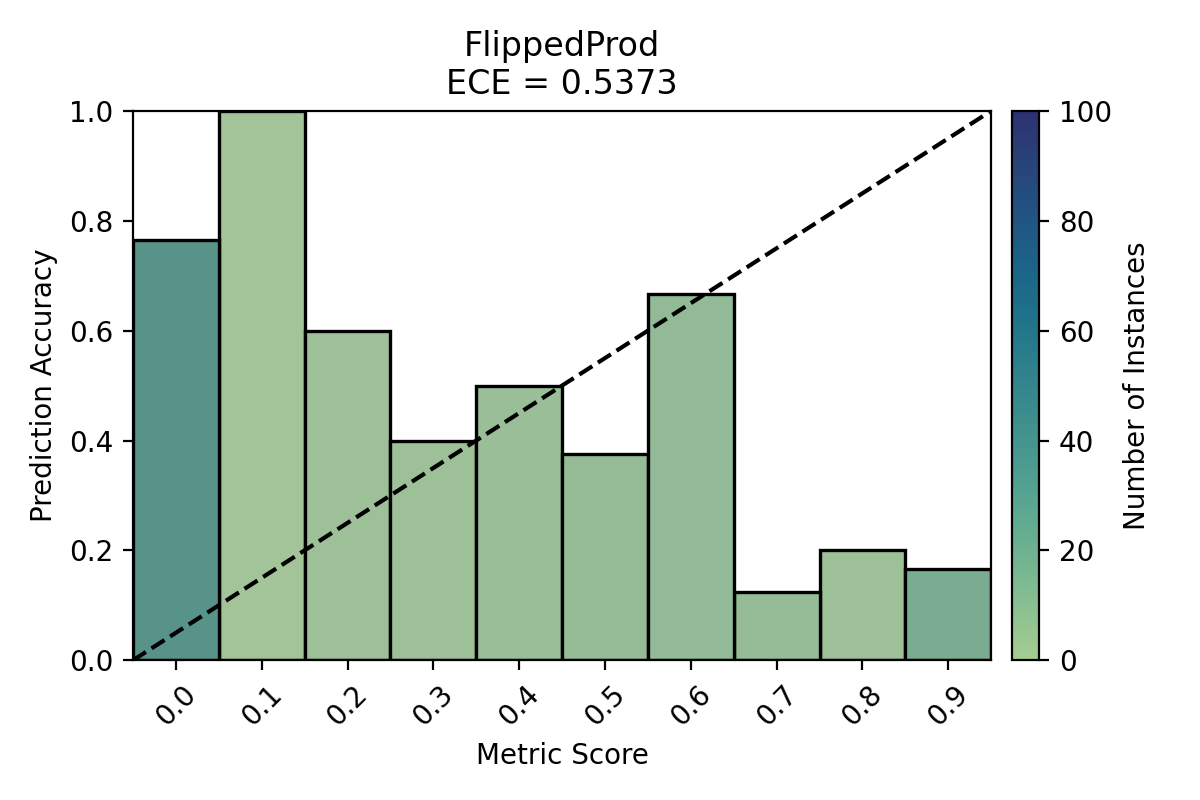 FlippedProd
ECE = 0.5373
1.0
0.8
0.6
0.4
0.2
0.0
Prediction Accuracy
0.0 0.1 0.2 0.3 0.4 0.5 0.6 0.7 0.8 0.9
Metric Score
100
80
60
40
20
0
Number of Instances